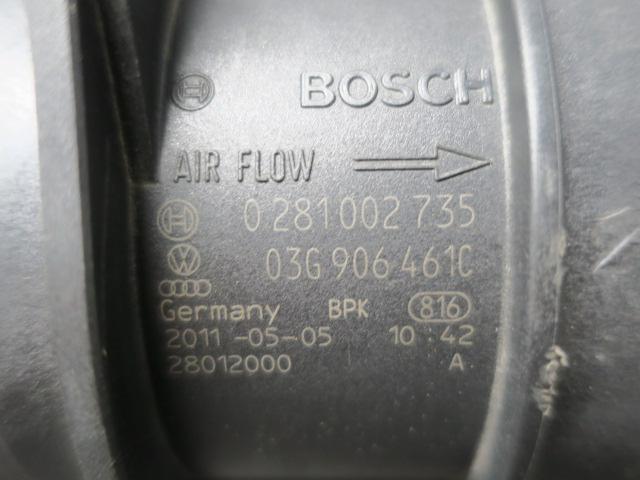 BOSCH
AIR FLOW
0 281 002 735
03G 906 461C
Germany BPK 816
2011-05-05 10:42
28012000 A